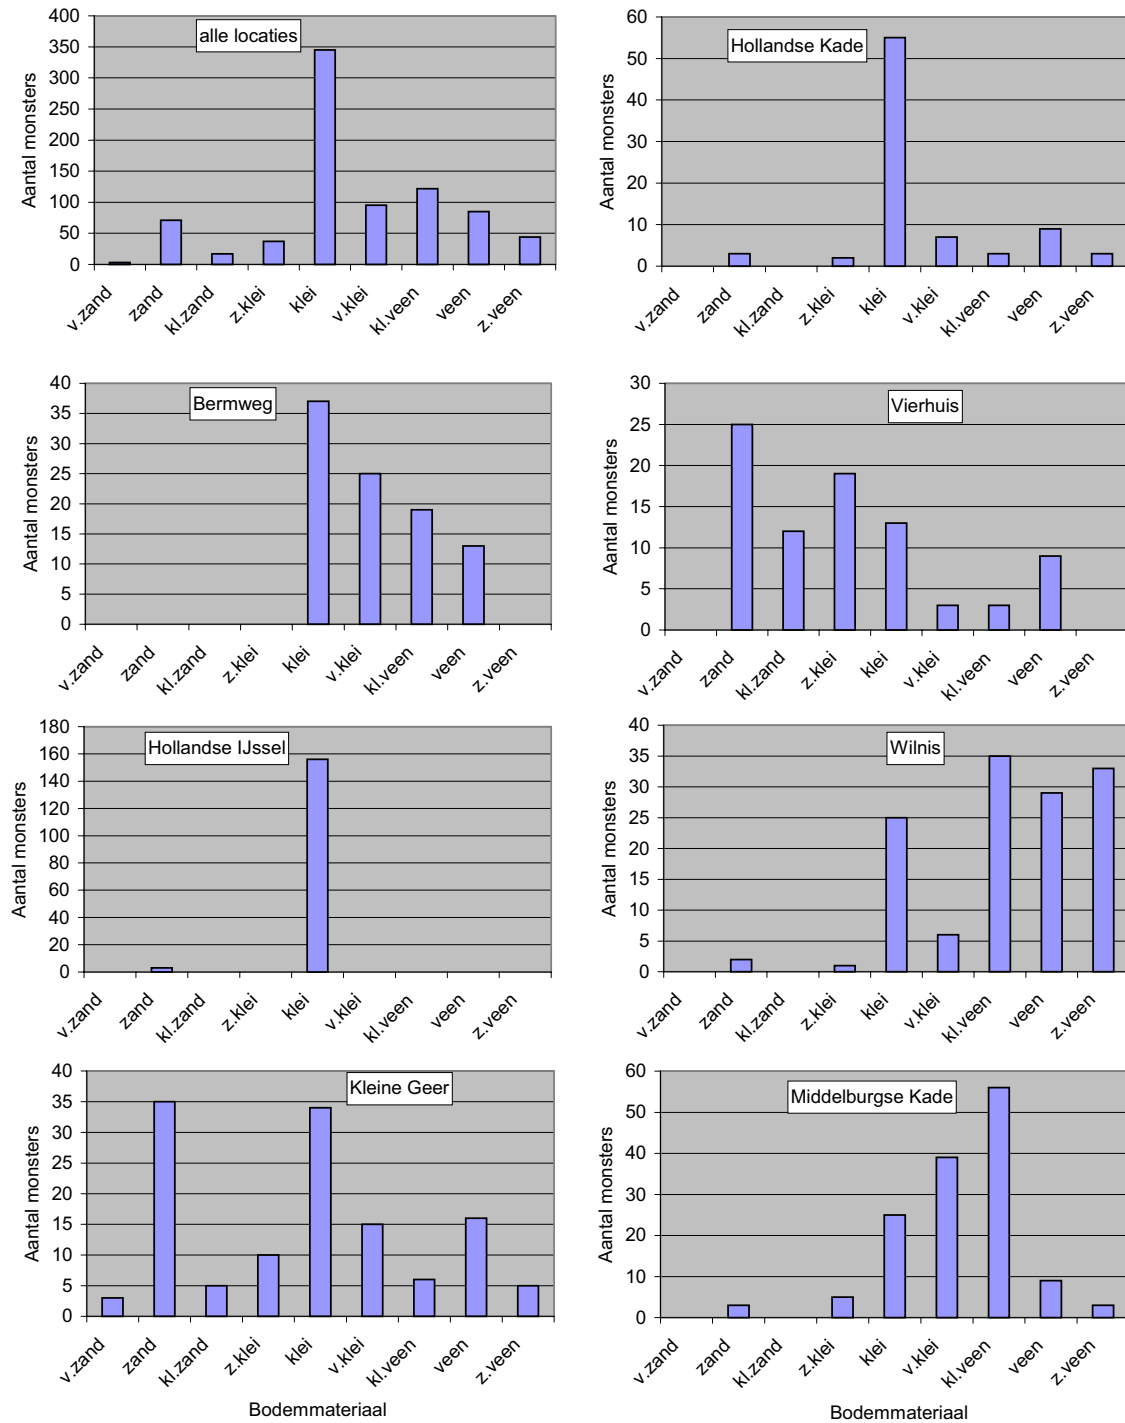 alle locaties
Aantal monsters
400
350
300
250
200
150
100
50
0
v.zand zand kl.zand z.klei klei v.klei kl.veen veen z.veen
Hollandse Kade
Aantal monsters
60
50
40
30
20
10
0
v.zand zand kl.zand z.klei klei v.klei kl.veen veen z.veen
Bermweg
Aantal monsters
40
35
30
25
20
15
10
5
0
v.zand zand kl.zand z.klei klei v.klei kl.veen veen z.veen
Vierhuis
Aantal monsters
30
25
20
15
10
5
0
v.zand zand kl.zand z.klei klei v.klei kl.veen veen z.veen
Hollandse IJssel
Aantal monsters
180
160
140
120
100
80
60
40
20
0
v.zand zand kl.zand z.klei klei v.klei kl.veen veen z.veen
Wilnis
Aantal monsters
40
35
30
25
20
15
10
5
0
v.zand zand kl.zand z.klei klei v.klei kl.veen veen z.veen
Kleine Geer
Aantal monsters
40
35
30
25
20
15
10
5
0
v.zand zand kl.zand z.klei klei v.klei kl.veen veen z.veen
Bodemmateriaal
Middelburgse Kade
Aantal monsters
60
50
40
30
20
10
0
v.zand zand kl.zand z.klei klei v.klei kl.veen veen z.veen
Bodemmateriaal